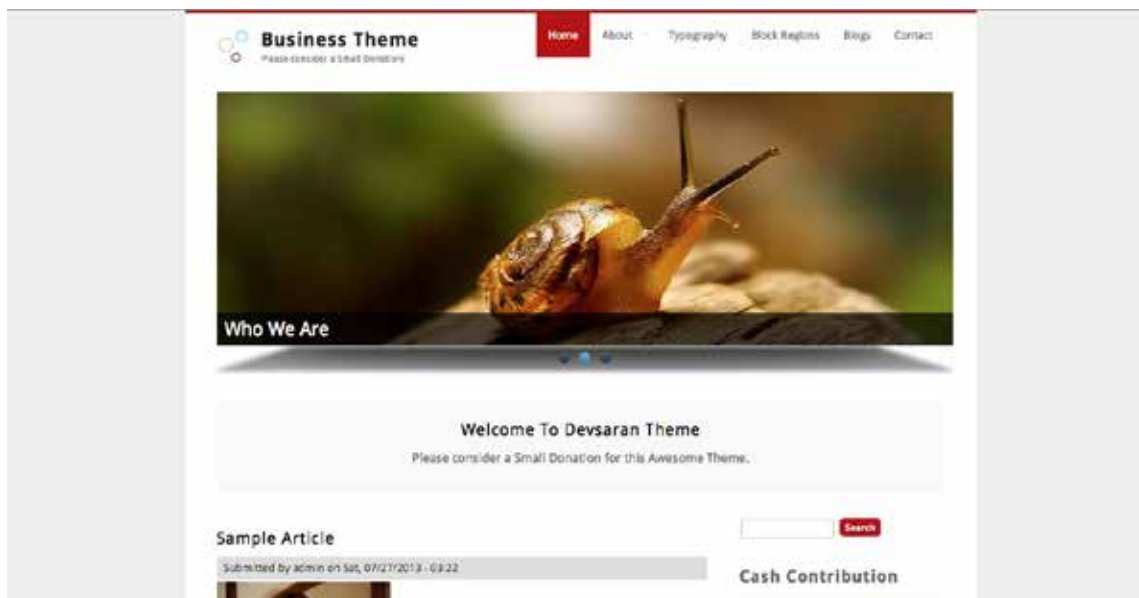 Business Theme
Please consider a Small Donation!
Home About Typography Block Regions Blogs Contact
Who We Are
Welcome To Devsaran Theme
Please consider a Small Donation for this Awesome Theme.
Search
Sample Article
Submitted by admin on Sat, 07/27/2013 - 03:22
Cash Contribution